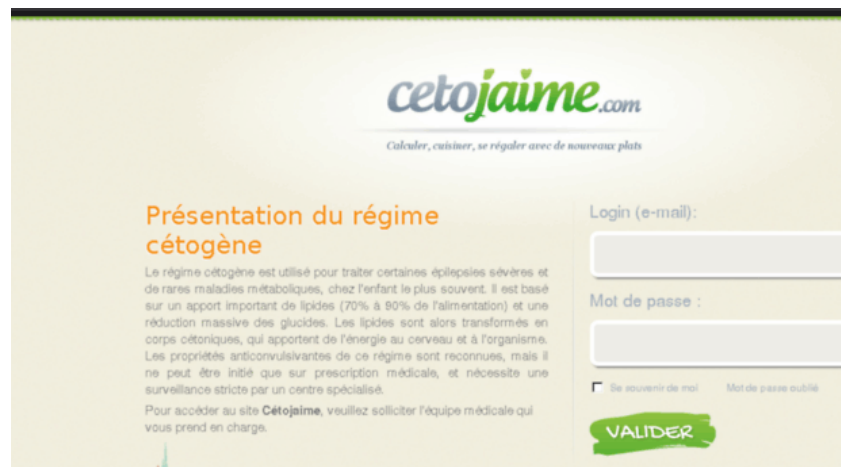 cetojaime.com
Calculer, cuisiner, se régaler avec de nouveaux plats
Présentation du régime
cétogène
Le régime cétogène est utilisé pour traiter certaines épilepsies sévères et
de rares maladies métaboliques, chez l'enfant le plus souvent. Il est basé
sur un apport important de lipides (70% à 90% de l'alimentation) et une
réduction massive des glucides. Les lipides sont alors transformés en
corps cétoniques, qui apportent de l'énergie au cerveau et à l'organisme.
Les propriétés anticonvulsivantes de ce régime sont reconnues, mais il
ne peut être initié que sur prescription médicale, et nécessite une
surveillance stricte par un centre spécialisé.
Pour accéder au site Cétojaime, veuillez solliciter l'équipe médicale qui
vous prend en charge.
Login (e-mail):
Mot de passe :
Se souvenir de moi Mot de passe oublié
VALIDER